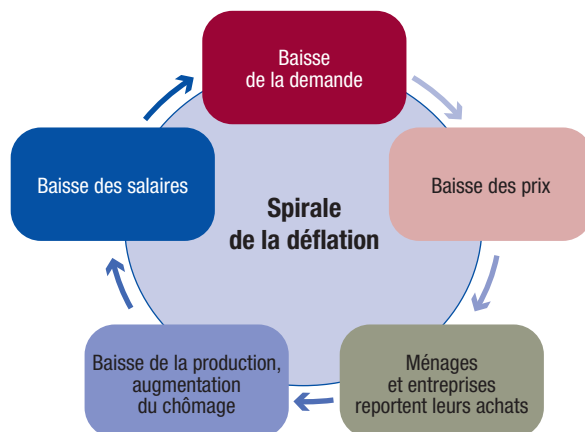 Baisse
de la demande
Baisse des prix
Ménages
et entreprises
reportent leurs achats
Baisse de la production,
augmentation
du chômage
Baisse des salaires
Spirale
de la déflation